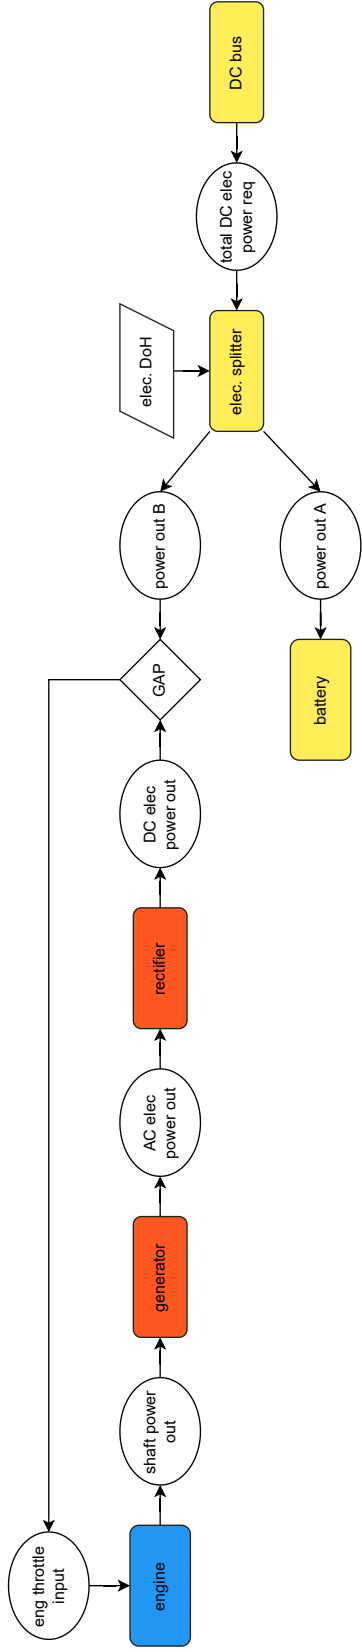 eng throttle
input
engine
shaft power
out
generator
AC elec
power out
rectifier
DC elec
power out
GAP
power out B
elec. DoH
elec. splitter
total DC elec
power req
DC bus
power out A
battery